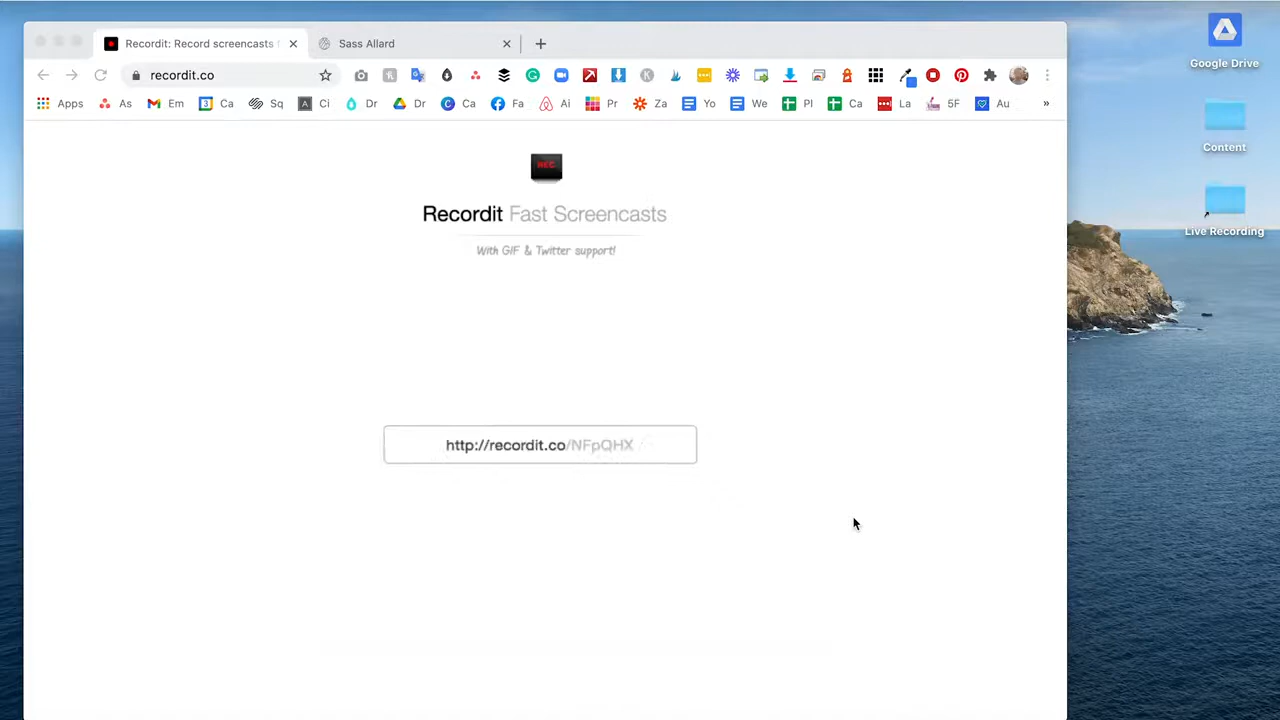 Recordit: Record screencasts
Sass Allard
recordit.co
Apps As Em Ca Sq Ci Dr Dr Ca Fa Ai Pr Za Yo We Pl Ca La 5F Au »
REC
Recordit Fast Screencasts
With GIF & Twitter support!
http://recordit.co/NFpQHX
Google Drive
Content
Live Recording